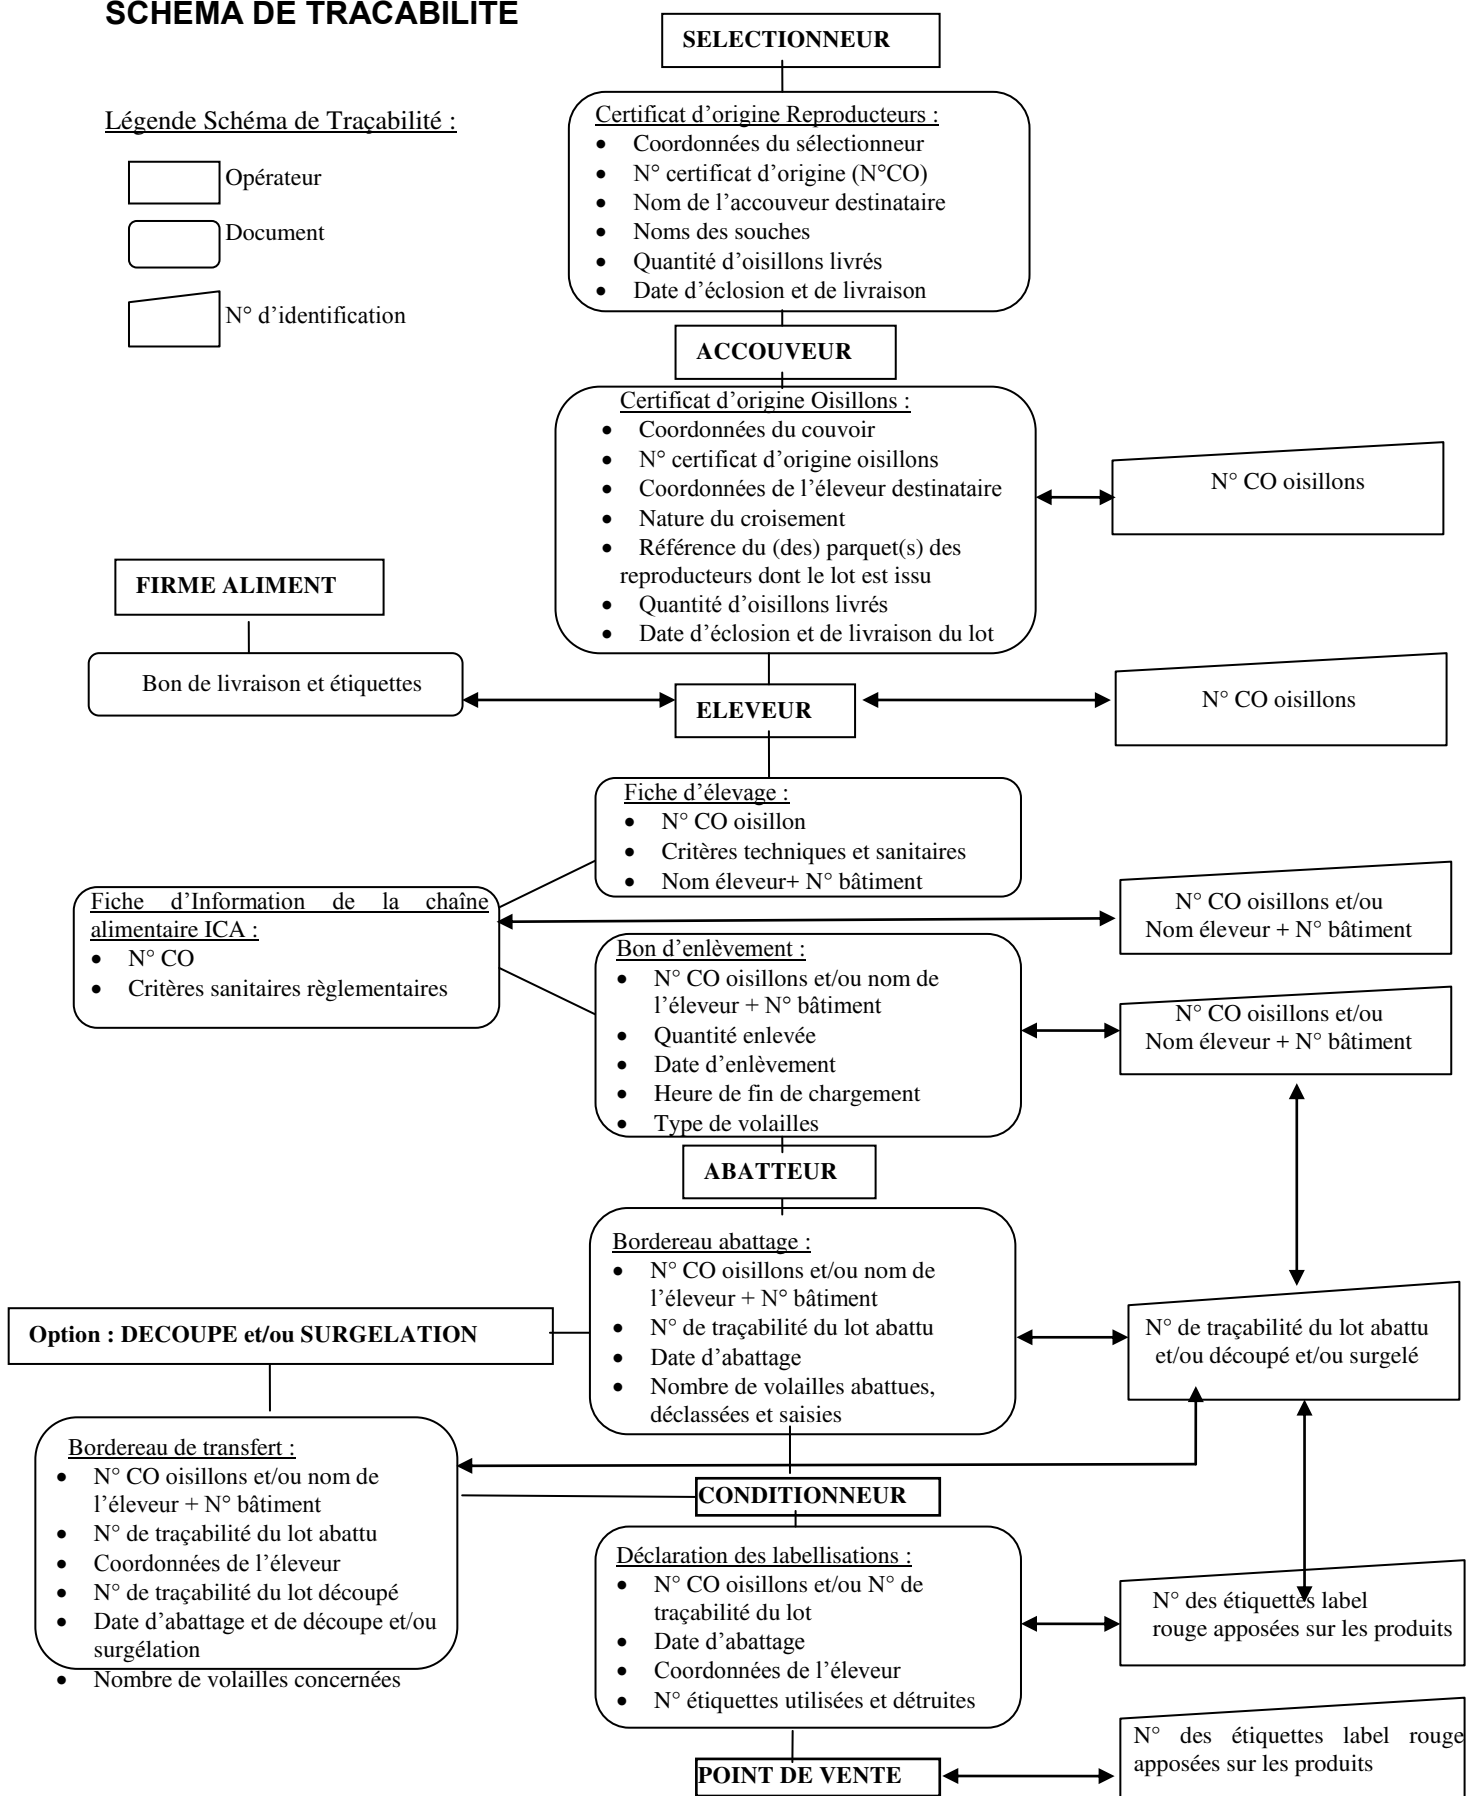 SCHEMA DE TRACABILITE
SELECTIONNEUR
Légende Schéma de Traçabilité :
Opérateur
Document
N° d'identification
Certificat d'origine Reproducteurs :
• Coordonnées du sélectionneur
• N° certificat d'origine (N°CO)
• Nom de l'accouveur destinataire
• Noms des souches
• Quantité d'oisillons livrés
• Date d'éclosion et de livraison
ACCOUVEUR
Certificat d'origine Oisillons :
• Coordonnées du couvoir
• N° certificat d'origine oisillons
• Coordonnées de l'éleveur destinataire
• Nature du croisement
• Référence du (des) parquet(s) des
reproducteurs dont le lot est issu
• Quantité d'oisillons livrés
• Date d'éclosion et de livraison du lot
N° CO oisillons
FIRME ALIMENT
Bon de livraison et étiquettes
ELEVEUR
N° CO oisillons
Fiche d'élevage :
• N° CO oisillon
• Critères techniques et sanitaires
• Nom éleveur+ N° bâtiment
Fiche d'Information de la chaîne
alimentaire ICA :
• N° CO
• Critères sanitaires règlementaires
N° CO oisillons et/ou
Nom éleveur + N° bâtiment
Bon d'enlèvement :
• N° CO oisillons et/ou nom de
l'éleveur + N° bâtiment
• Quantité enlevée
• Date d'enlèvement
• Heure de fin de chargement
• Type de volailles
N° CO oisillons et/ou
Nom éleveur + N° bâtiment
ABATTEUR
Bordereau abattage :
• N° CO oisillons et/ou nom de
l'éleveur + N° bâtiment
• N° de traçabilité du lot abattu
• Date d'abattage
• Nombre de volailles abattues,
déclassées et saisies
N° de traçabilité du lot abattu
et/ou découpé et/ou surgelé
Option : DECOUPE et/ou SURGELATION
Bordereau de transfert :
• N° CO oisillons et/ou nom de
l'éleveur + N° bâtiment
• N° de traçabilité du lot abattu
• Coordonnées de l'éleveur
• N° de traçabilité du lot découpé
• Date d'abattage et de découpe et/ou
surgélation
• Nombre de volailles concernées
CONDITIONNEUR
Déclaration des labellisations :
• N° CO oisillons et/ou N° de
traçabilité du lot
• Date d'abattage
• Coordonnées de l'éleveur
• N° étiquettes utilisées et détruites
N° des étiquettes label
rouge apposées sur les produits
POINT DE VENTE
N° des étiquettes label rouge
apposées sur les produits